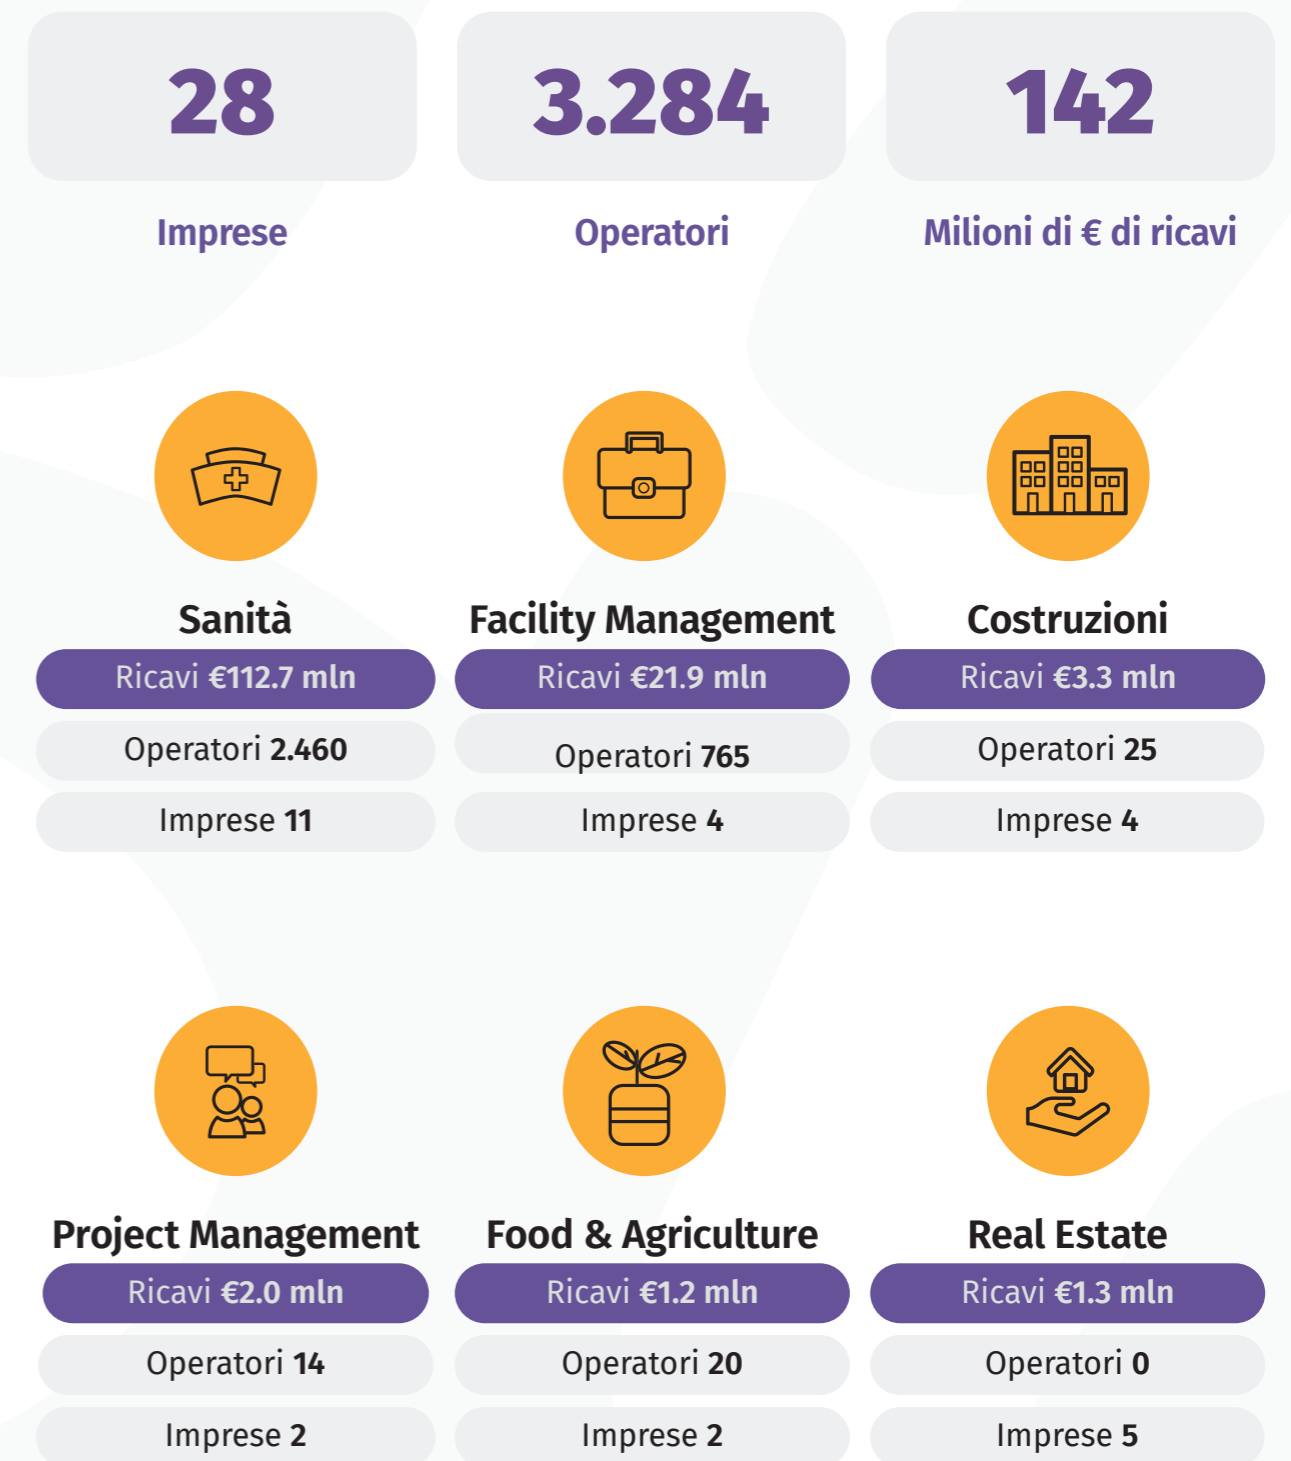 28
3.284
142
Imprese
Operatori
Milioni di € di ricavi
Sanità
Ricavi €112.7 mln
Operatori 2.460
Imprese 11
Facility Management
Ricavi €21.9 mln
Operatori 765
Imprese 4
Costruzioni
Ricavi €3.3 mln
Operatori 25
Imprese 4
Project Management
Ricavi €2.0 mln
Operatori 14
Imprese 2
Food & Agriculture
Ricavi €1.2 mln
Operatori 20
Imprese 2
Real Estate
Ricavi €1.3 mln
Operatori 0
Imprese 5